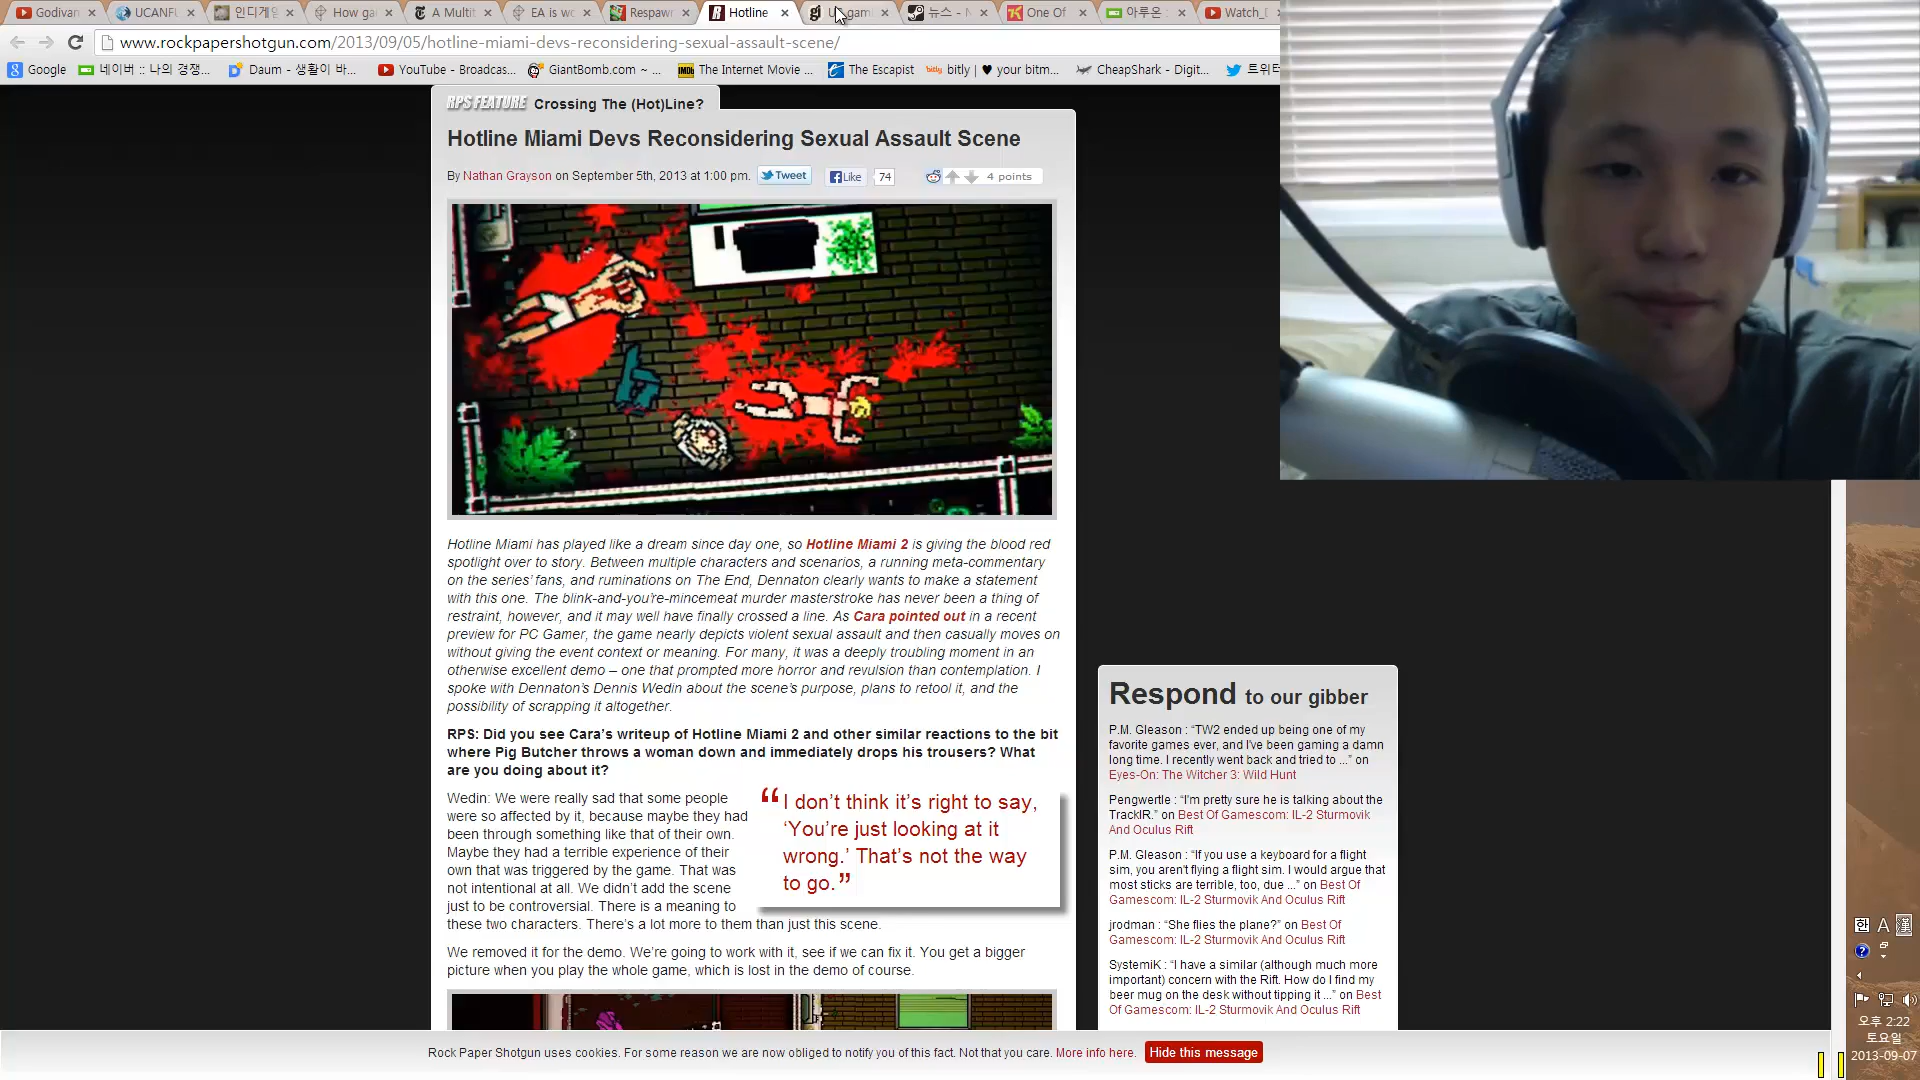 Godivan
UCANFU
인디게임
How ga
A Multit
EA is wo
Respawn
Hotline
뉴스 - N
One Of
아루온 :
Watch_D
www.rockpapershotgun.com/2013/09/05/hotline-miami-devs-reconsidering-sexual-assault-scene/
Google
네이버 :: 나의 경쟁...
Daum - 생활이 바...
YouTube - Broadcas...
GiantBomb.com ~ ...
The Internet Movie ...
The Escapist
bitly | ♥ your bitm...
CheapShark - Digit...
트위터
RPS FEATURE Crossing The (Hot)Line?
Hotline Miami Devs Reconsidering Sexual Assault Scene
By Nathan Grayson on September 5th, 2013 at 1:00 pm.
Tweet
Like
74
4 points
Hotline Miami has played like a dream since day one, so Hotline Miami 2 is giving the blood red
spotlight over to story. Between multiple characters and scenarios, a running meta-commentary
on the series' fans, and ruminations on The End, Dennaton clearly wants to make a statement
with this one. The blink-and-you're-mincemeat murder masterstroke has never been a thing of
restraint, however, and it may well have finally crossed a line. As Cara pointed out in a recent
preview for PC Gamer, the game nearly depicts violent sexual assault and then casually moves on
without giving the event context or meaning. For many, it was a deeply troubling moment in an
otherwise excellent demo – one that prompted more horror and revulsion than contemplation. I
spoke with Dennaton's Dennis Wedin about the scene's purpose, plans to retool it, and the
possibility of scrapping it altogether.
RPS: Did you see Cara's writeup of Hotline Miami 2 and other similar reactions to the bit
where Pig Butcher throws a woman down and immediately drops his trousers? What
are you doing about it?
Wedin: We were really sad that some people
were so affected by it, because maybe they had
been through something like that of their own.
Maybe they had a terrible experience of their
own that was triggered by the game. That was
not intentional at all. We didn't add the scene
just to be controversial. There is a meaning to
these two characters. There's a lot more to them than just this scene.
“I don't think it's right to say,
‘You're just looking at it
wrong.’ That's not the way
to go.”
We removed it for the demo. We're going to work with it, see if we can fix it. You get a bigger
picture when you play the whole game, which is lost in the demo of course.
Respond to our gibber
P.M. Gleason : “TW2 ended up being one of my
favorite games ever, and I've been gaming a damn
long time. I recently went back and tried to ...” on
Eyes-On: The Witcher 3: Wild Hunt
Pengwertle : “I'm pretty sure he is talking about the
TrackIR.” on Best Of Gamescom: IL-2 Sturmovik
And Oculus Rift
P.M. Gleason : “If you use a keyboard for a flight
sim, you aren't flying a flight sim. I would argue that
most sticks are terrible, too, due ...” on Best Of
Gamescom: IL-2 Sturmovik And Oculus Rift
jrodman : “She flies the plane?” on Best Of
Gamescom: IL-2 Sturmovik And Oculus Rift
SystemiK : “I have a similar (although much more
important) concern with the Rift. How do I find my
beer mug on the desk without tipping it ...” on Best
Of Gamescom: IL-2 Sturmovik And Oculus Rift
Rock Paper Shotgun uses cookies. For some reason we are now obliged to notify you of this fact. Not that you care. More info here.
Hide this message
한 A 漢
오후 2:22
토요일
2013-09-07